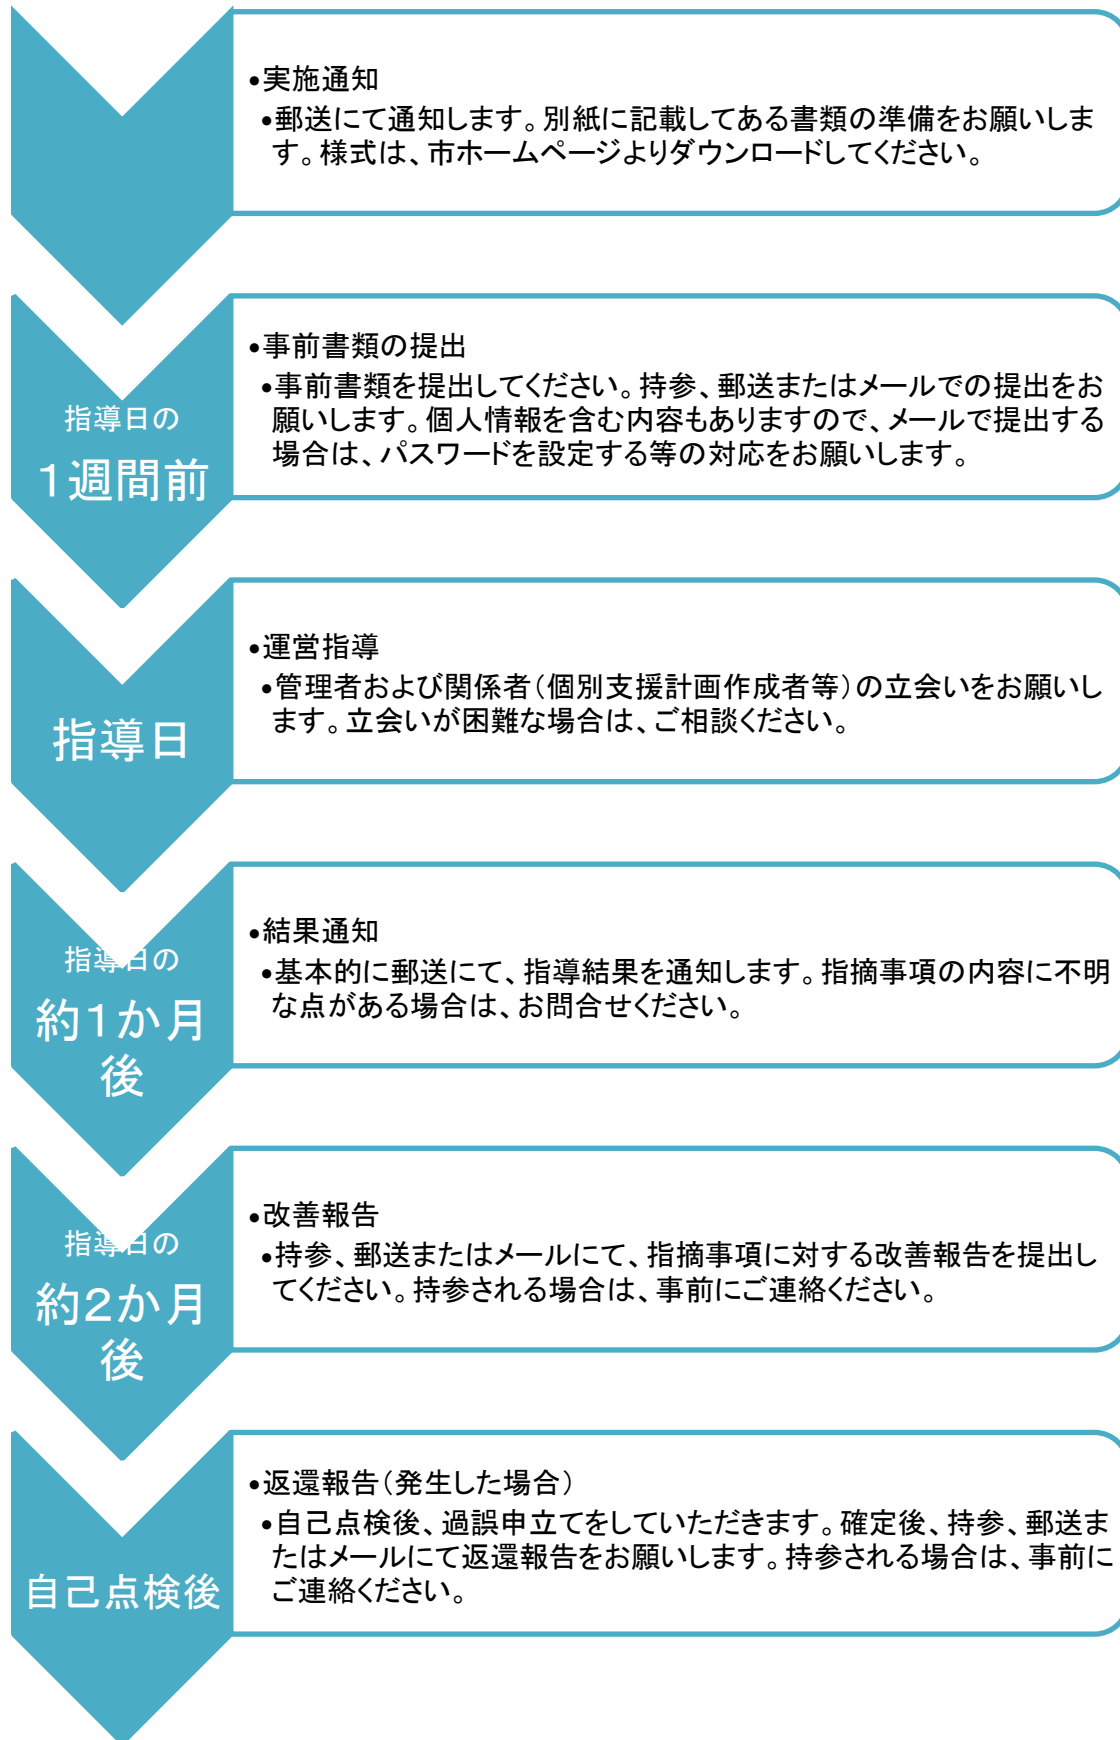 •実施通知
•郵送にて通知します。別紙に記載してある書類の準備をお願いしま
す。様式は、市ホームページよりダウンロードしてください。
指導日の
１週間前
•事前書類の提出
•事前書類を提出してください。持参、郵送またはメールでの提出をお
願いします。個人情報を含む内容もありますので、メールで提出する
場合は、パスワードを設定する等の対応をお願いします。
指導日
•運営指導
•管理者および関係者（個別支援計画作成者等）の立会いをお願いし
ます。立会いが困難な場合は、ご相談ください。
指導日の
約１か月
後
•結果通知
•基本的に郵送にて、指導結果を通知します。指摘事項の内容に不明
な点がある場合は、お問合せください。
指導日の
約２か月
後
•改善報告
•持参、郵送またはメールにて、指摘事項に対する改善報告を提出し
てください。持参される場合は、事前にご連絡ください。
自己点検後
•返還報告（発生した場合）
•自己点検後、過誤申立てをしていただきます。確定後、持参、郵送ま
たはメールにて返還報告をお願いします。持参される場合は、事前に
ご連絡ください。